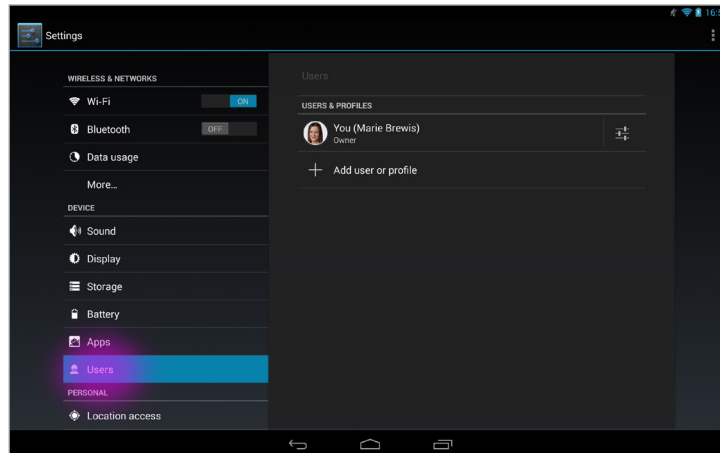 16:5
Settings
WIRELESS & NETWORKS
Wi-Fi ON
Bluetooth OFF
Data usage
More...
DEVICE
Sound
Display
Storage
Battery
Apps
Users
PERSONAL
Location access
Users
USERS & PROFILES
You (Marie Brewis)
Owner
Add user or profile